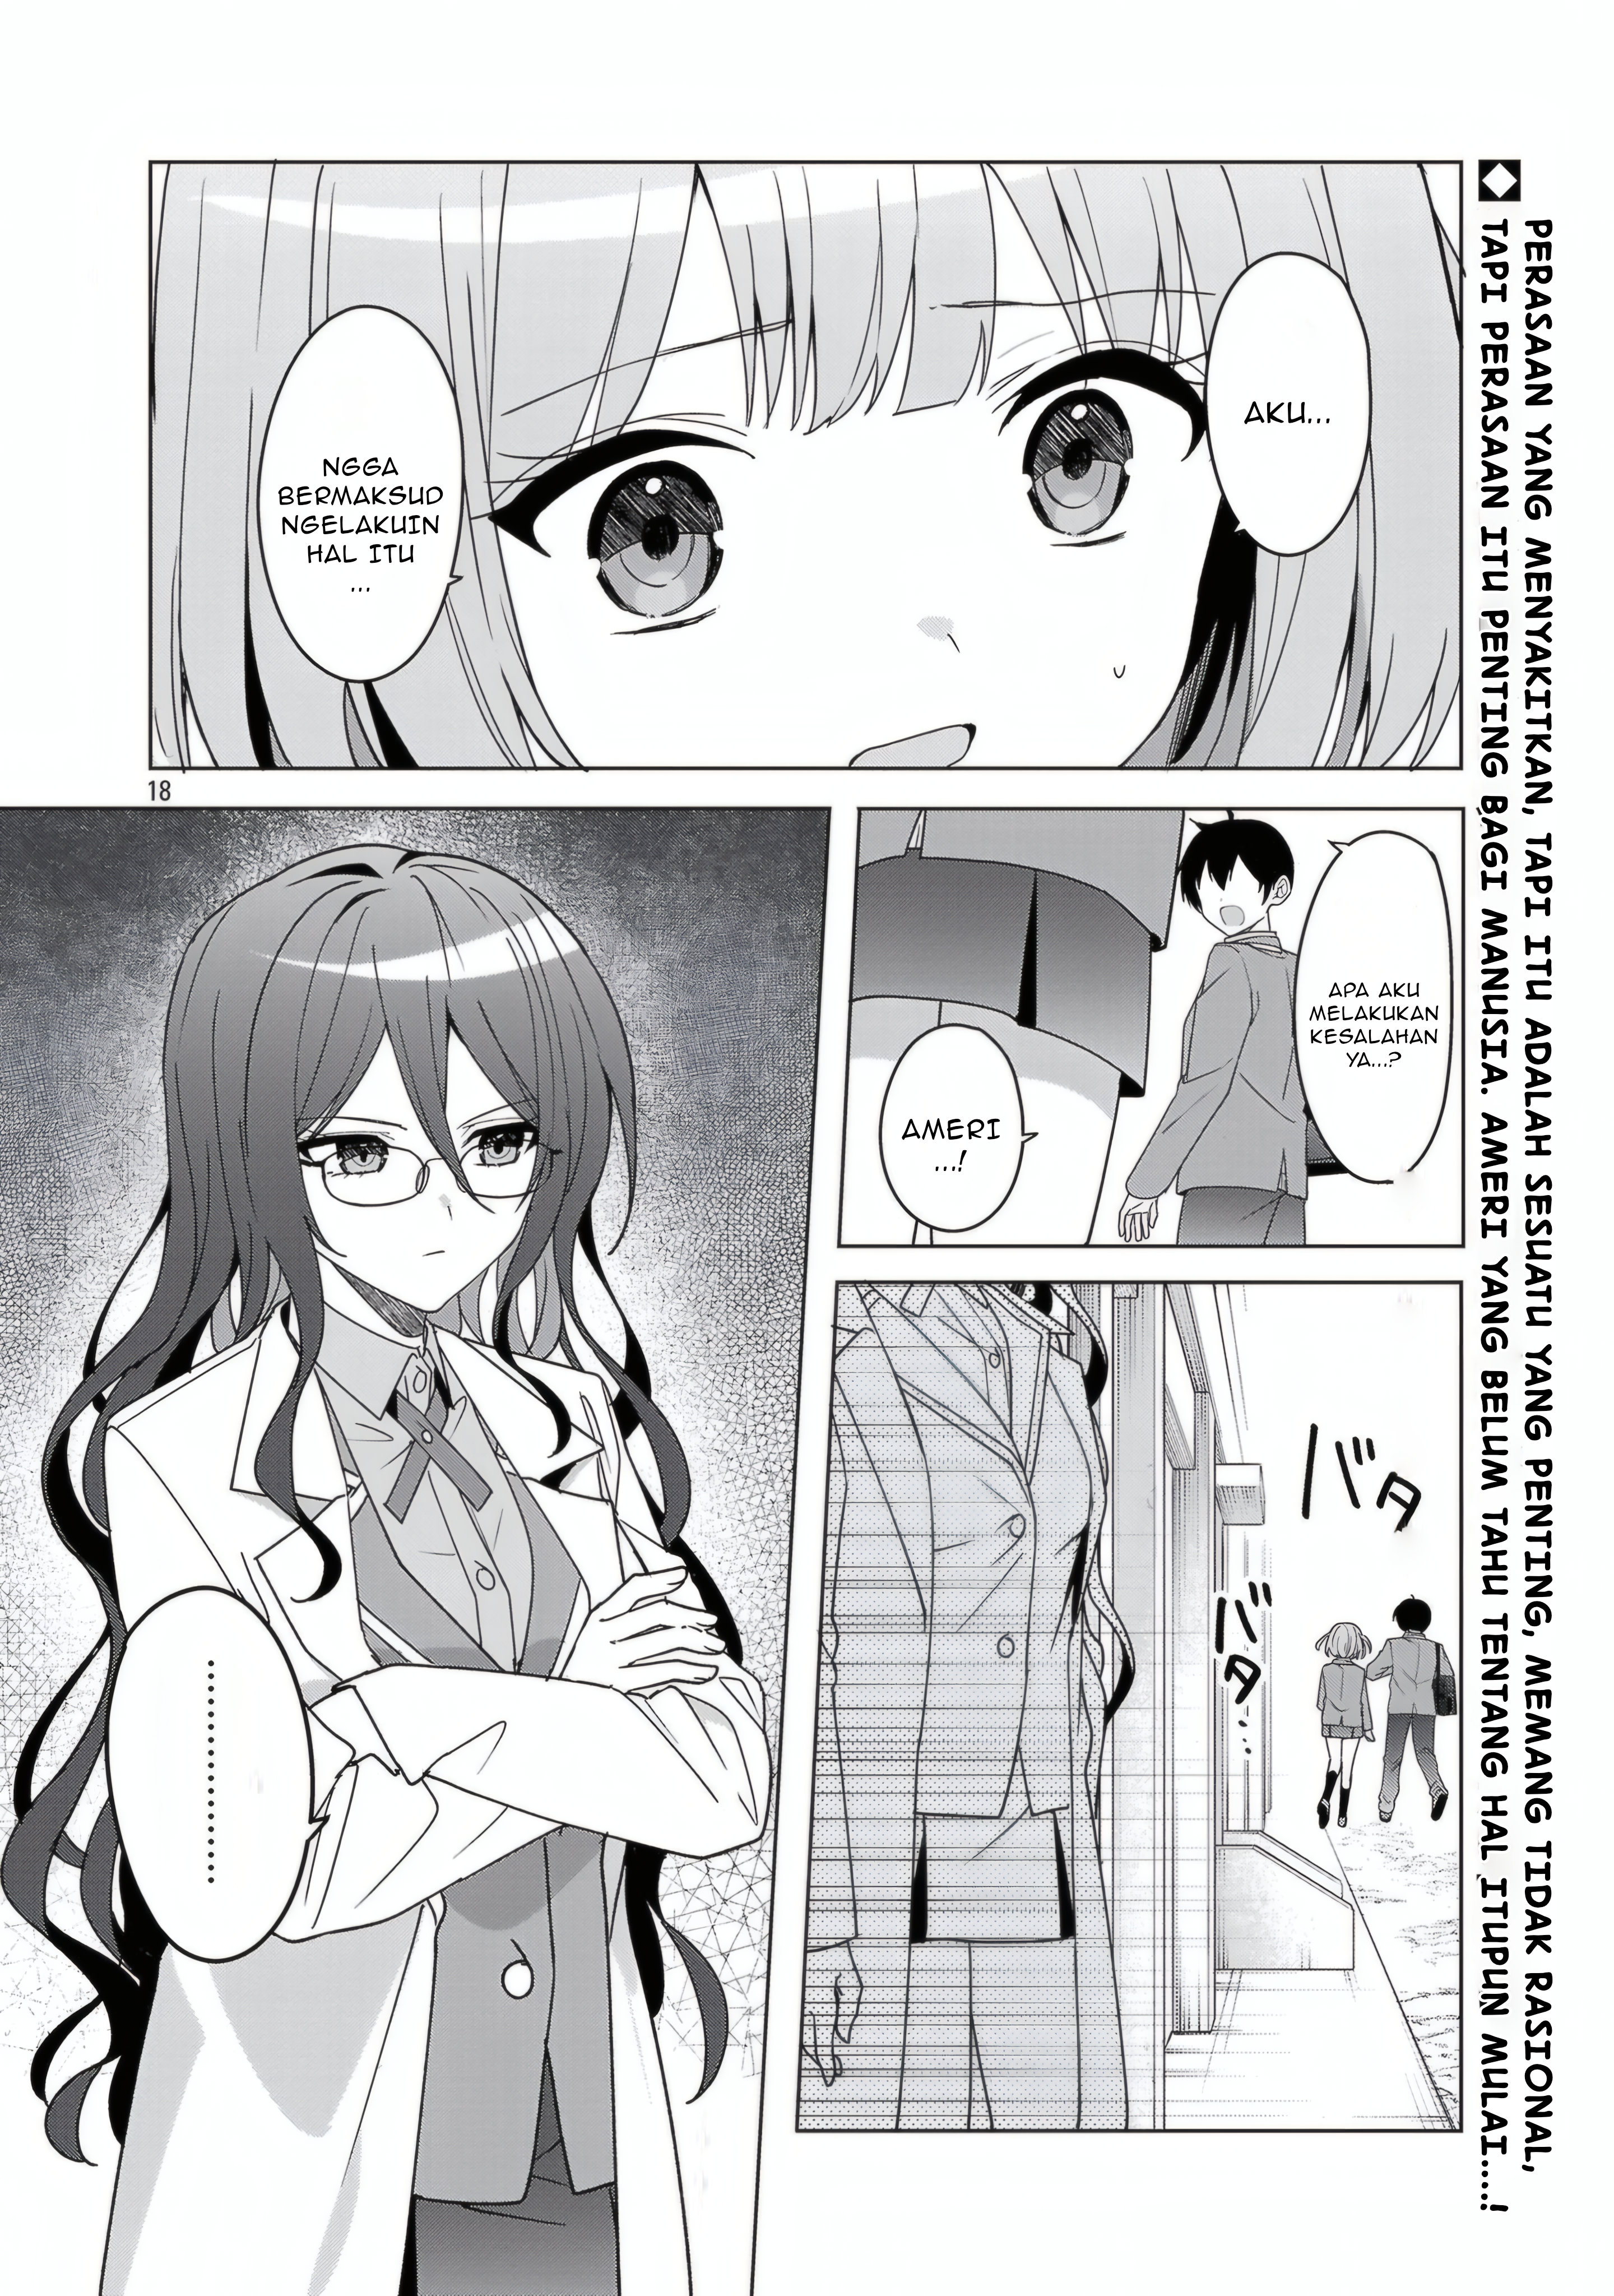 PERASAAN YANG MENYAKITKAN, TAPI ITU ADALAH SESUATU YANG PENTING, MEMANG TIDAK RASIONAL,
TAPI PERASAAN ITU PENTING BAGI MANUSIA. AMERI YANG BELUM TAHU TENTANG HAL ITUPUN MULAI....!
AKU...
NGGA
BERMAKSUD
NGELAKUIN
HAL ITU
...
18
APA AKU
MELAKUKAN
KESALAHAN
YA...?
AMERI
...!
バタ
バタ...
............